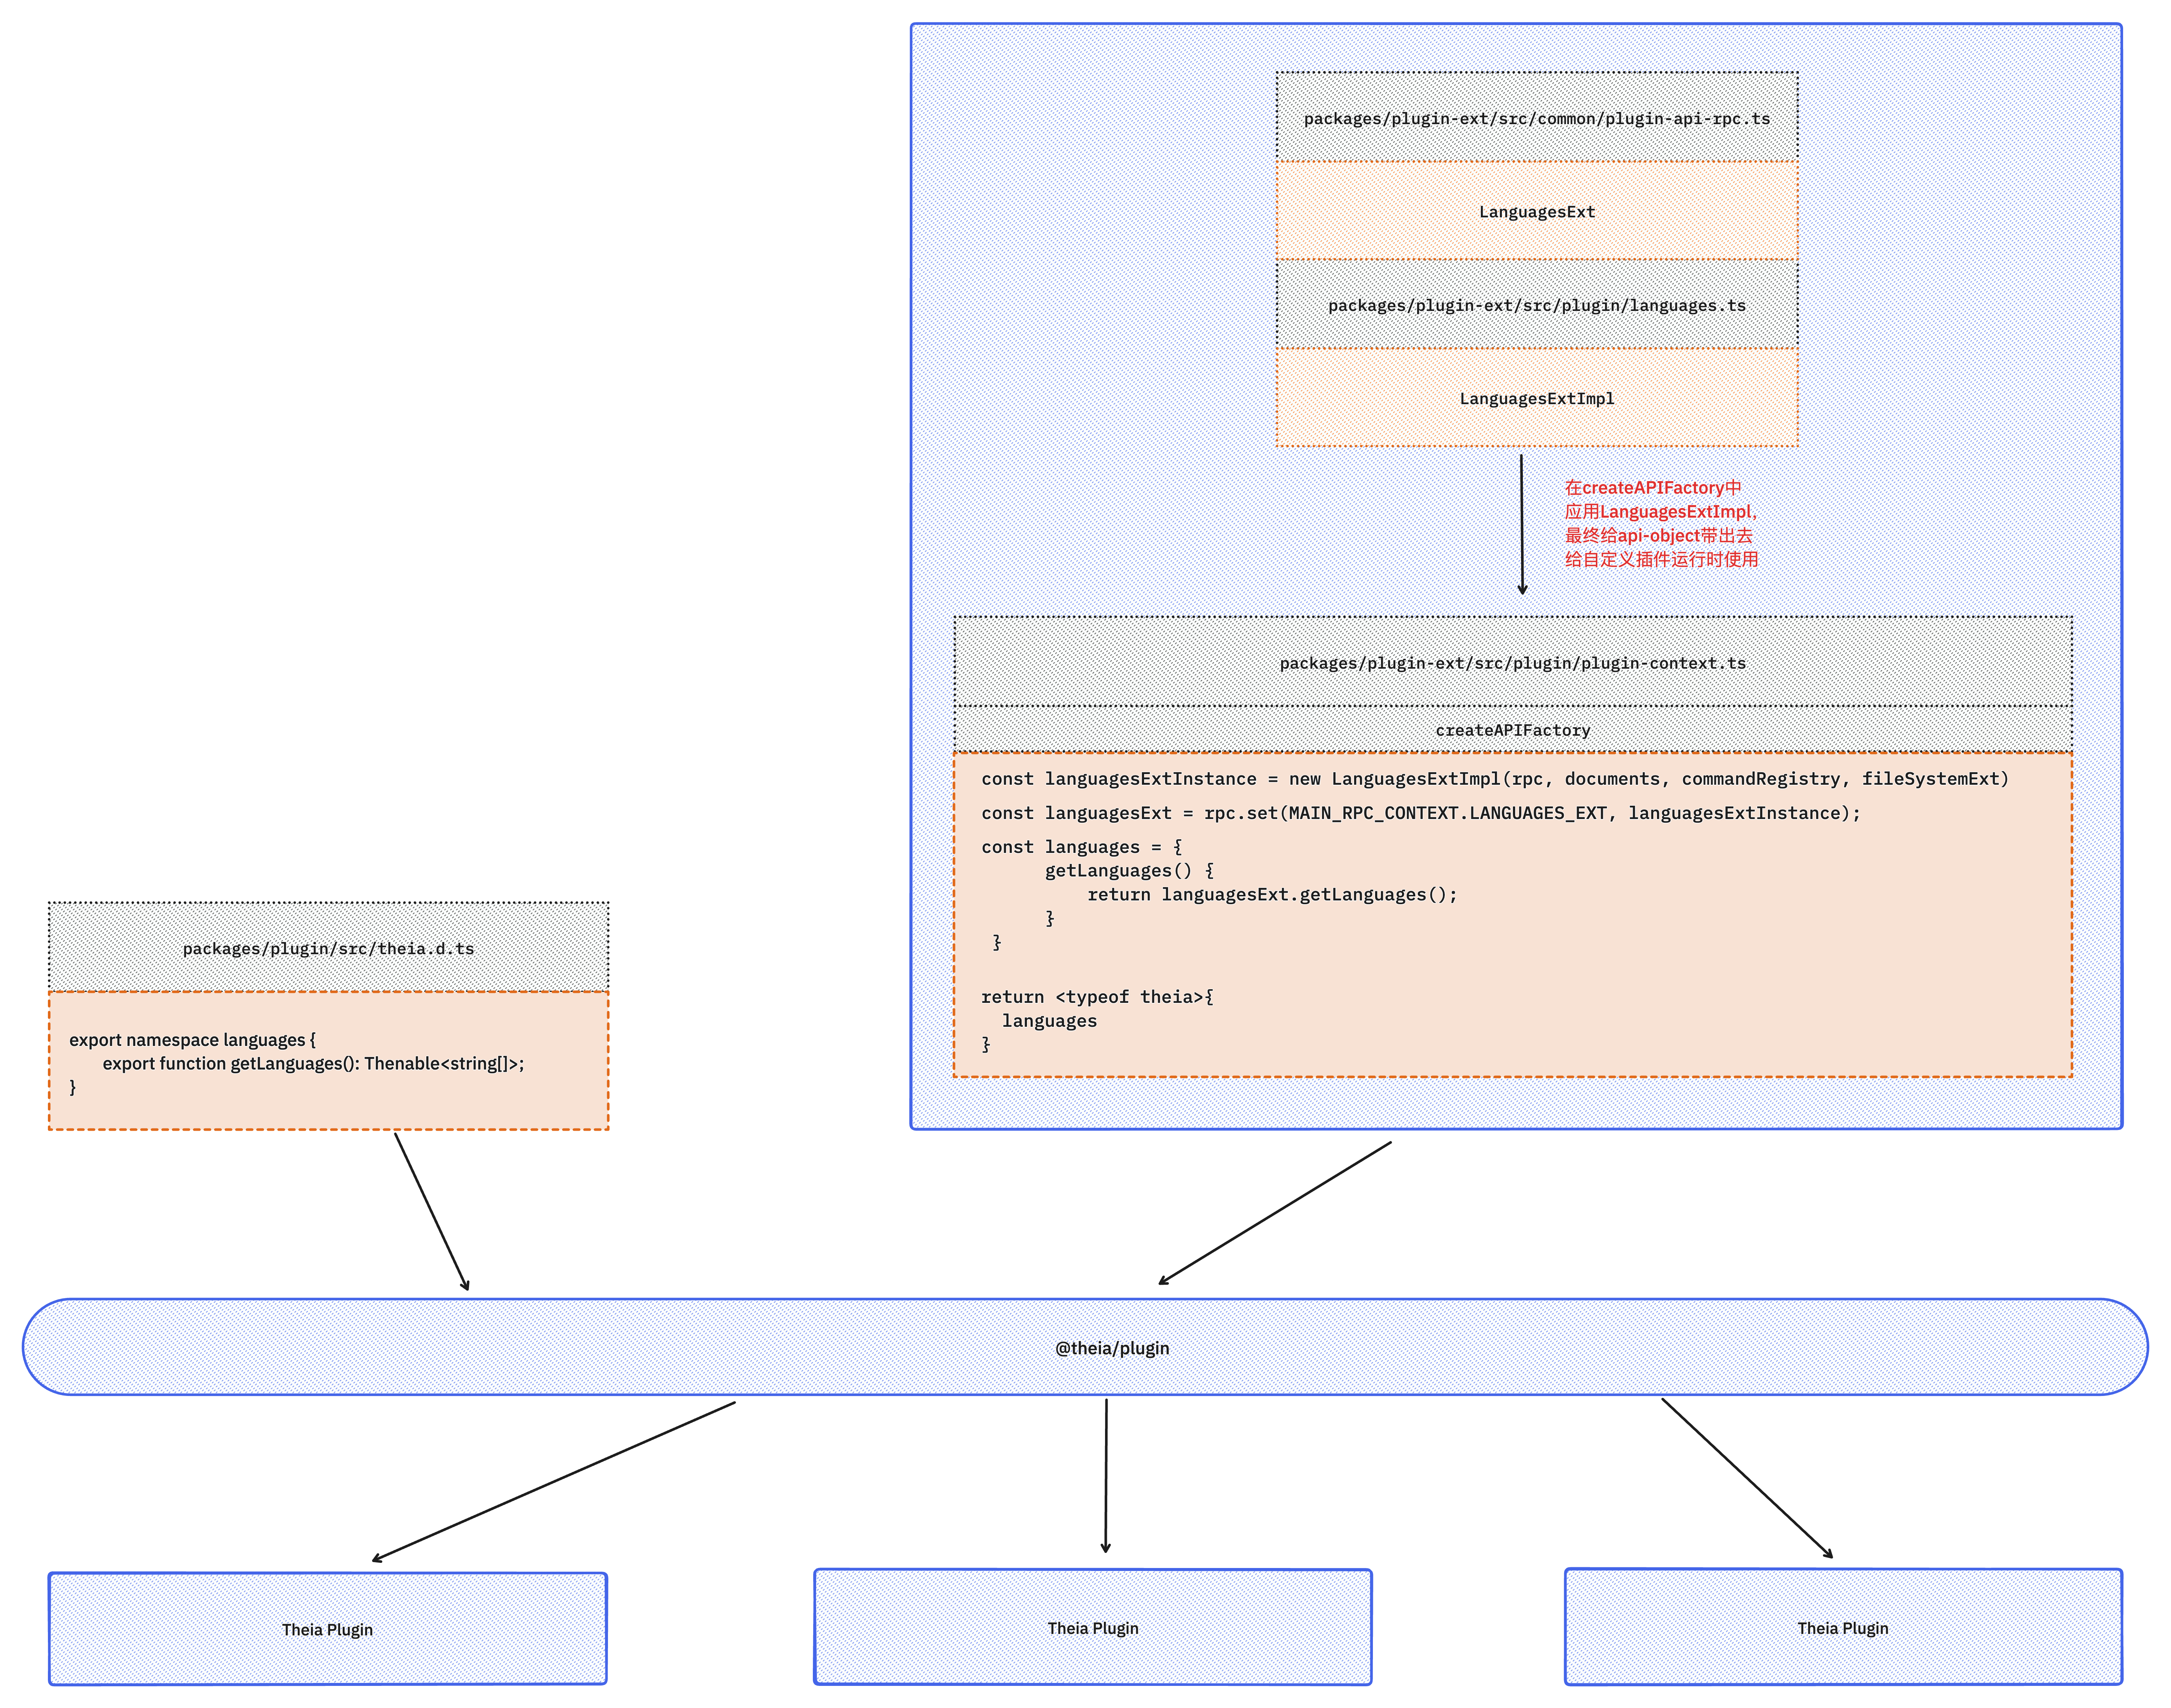 packages/plugin-ext/src/common/plugin-api-rpc.ts
LanguagesExt
packages/plugin-ext/src/plugin/languages.ts
LanguagesExtImpl
在createAPIFactory中
应用LanguagesExtImpl,
最终给api-object带出去
给自定义插件运行时使用
packages/plugin-ext/src/plugin/plugin-context.ts
createAPIFactory
const languagesExtInstance = new LanguagesExtImpl(rpc, documents, commandRegistry, fileSystemExt)
const languagesExt = rpc.set(MAIN_RPC_CONTEXT.LANGUAGES_EXT, languagesExtInstance);
const languages = {
getLanguages() {
return languagesExt.getLanguages();
}
}
return <typeof theia>{
languages
}
packages/plugin/src/theia.d.ts
export namespace languages {
export function getLanguages(): Thenable<string[]>;
}
@theia/plugin
Theia Plugin
Theia Plugin
Theia Plugin